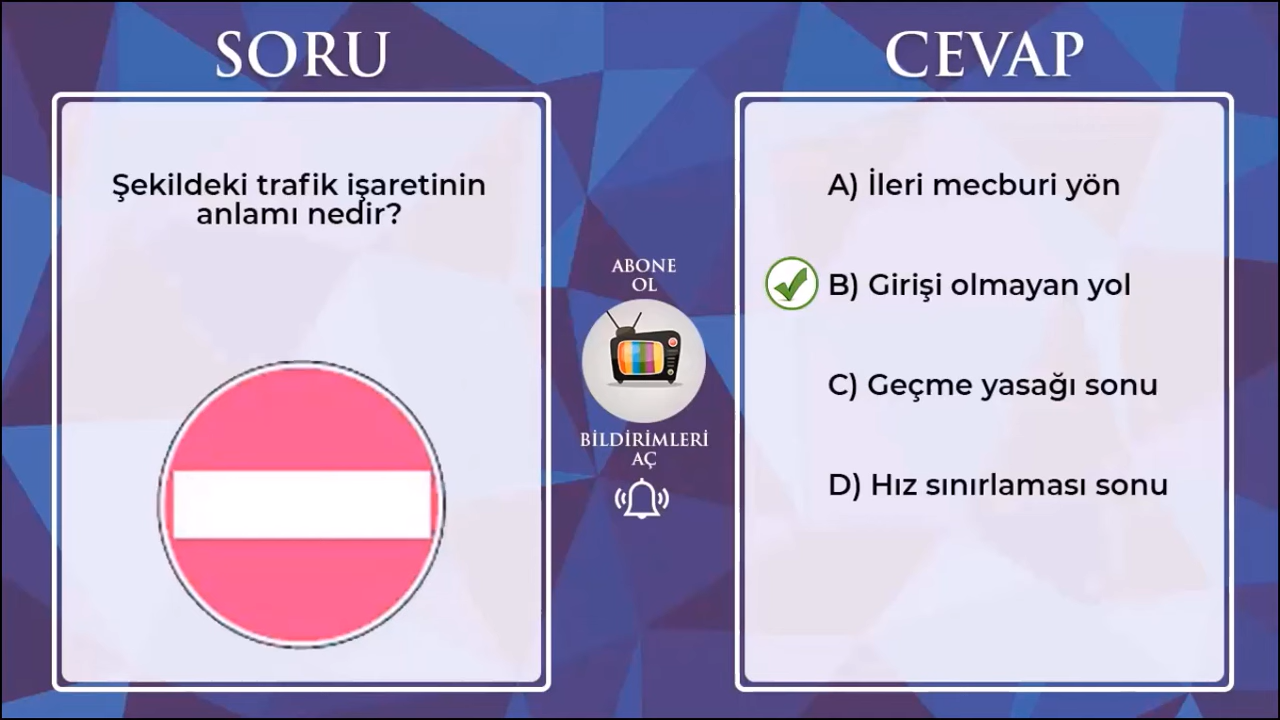 SORU
Şekildeki trafik işaretinin
anlamı nedir?
ABONE
OL
BİLDİRİMLERİ
AÇ
CEVAP
A) İleri mecburi yön
B) Girişi olmayan yol
C) Geçme yasağı sonu
D) Hız sınırlaması sonu